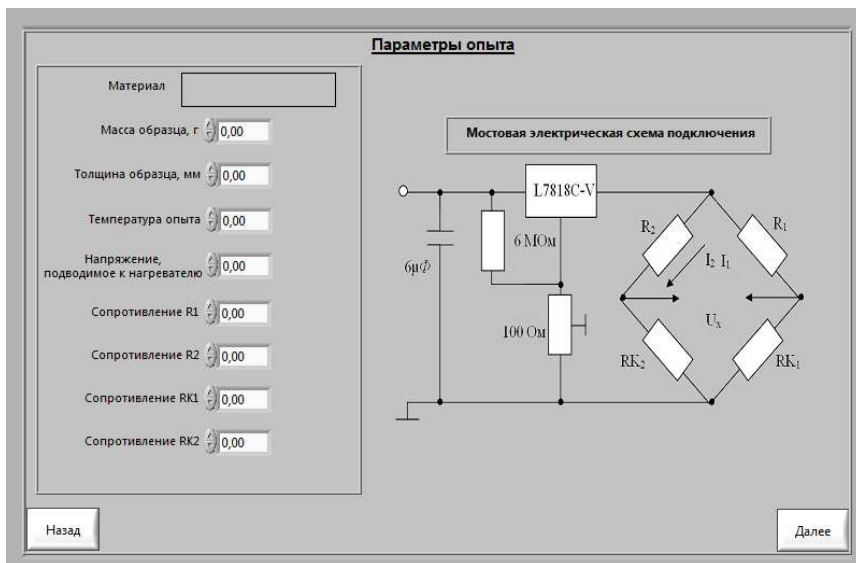 Параметры опыта
Материал
Масса образца, г 0,00
Толщина образца, мм 0,00
Температура опыта 0,00
Напряжение,
подводимое к нагревателю 0,00
Сопротивление R1 0,00
Сопротивление R2 0,00
Сопротивление RK1 0,00
Сопротивление RK2 0,00
Мостовая электрическая схема подключения
L7818C-V
6 МОм
6μФ
100 Ом
R₂
R₁
I₂ I₁
Uₓ
RK₂
RK₁
Назад
Далее